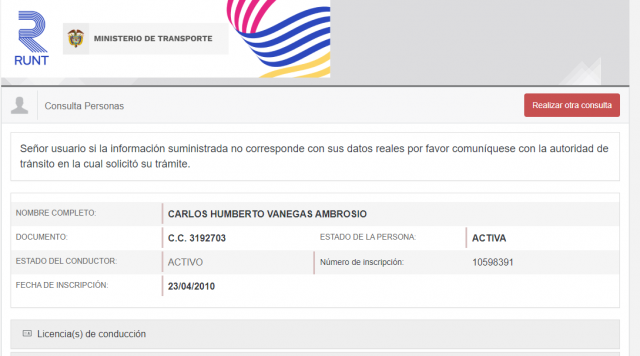 RUNT
MINISTERIO DE TRANSPORTE
Consulta Personas
Realizar otra consulta
Señor usuario si la información suministrada no corresponde con sus datos reales por favor comuníquese con la autoridad de
tránsito en la cual solicitó su trámite.
NOMBRE COMPLETO: CARLOS HUMBERTO VANEGAS AMBROSIO
DOCUMENTO: C.C. 3192703 ESTADO DE LA PERSONA: ACTIVA
ESTADO DEL CONDUCTOR: ACTIVO Número de inscripción: 10598391
FECHA DE INSCRIPCIÓN: 23/04/2010
Licencia(s) de conducción